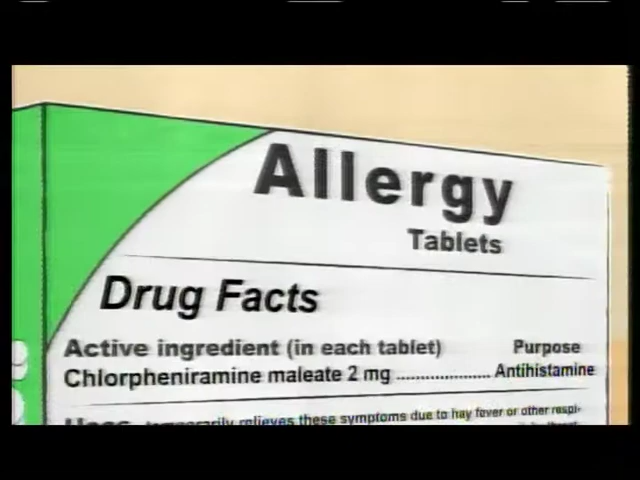 Allergy
Tablets
Drug Facts
Active ingredient (in each tablet) Purpose
Chlorpheniramine maleate 2 mg ................... Antihistamine
relieves these symptoms due to hay fever or other respi-